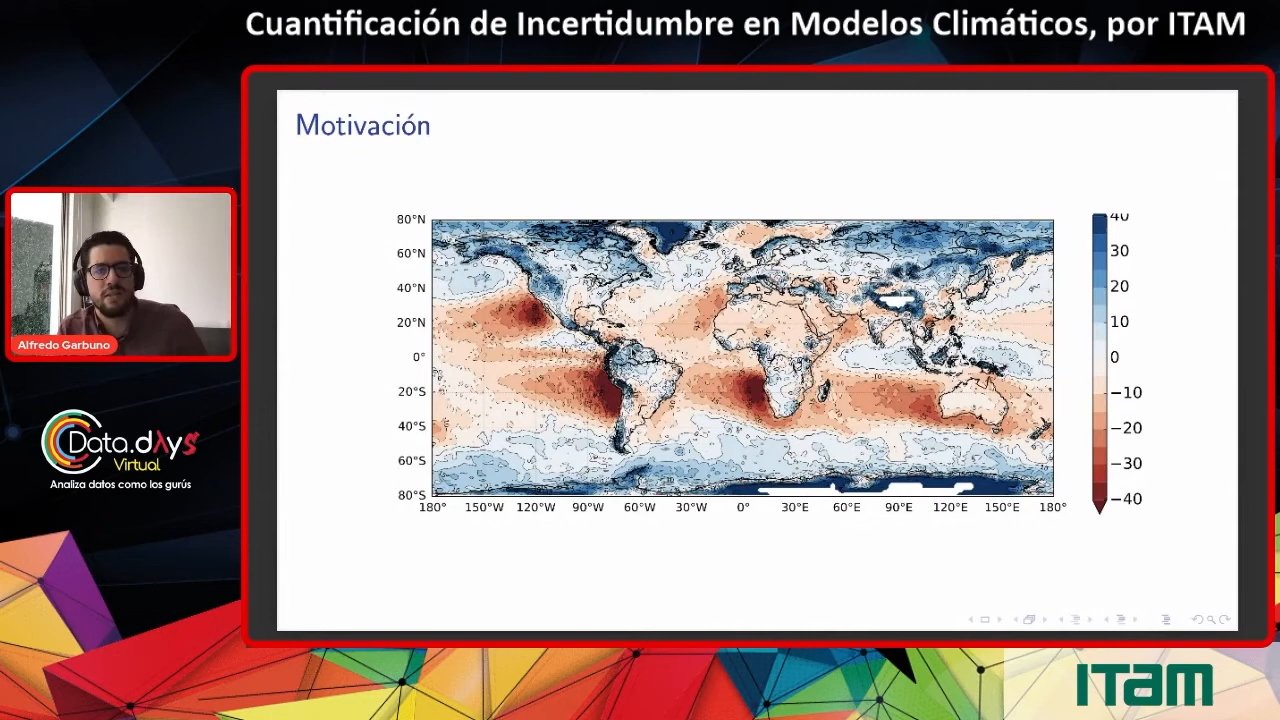 Cuantificación de Incertidumbre en Modelos Climáticos, por ITAM
Motivación
80°N
60°N
40°N
20°N
0°
20°S
40°S
60°S
80°S
180° 150°W 120°W 90°W 60°W 30°W 0° 30°E 60°E 90°E 120°E 150°E 180°
40
30
20
10
0
−10
−20
−30
−40
Alfredo Garbuno
Data.dAyS
Virtual
Analiza datos como los gurús
ITAM